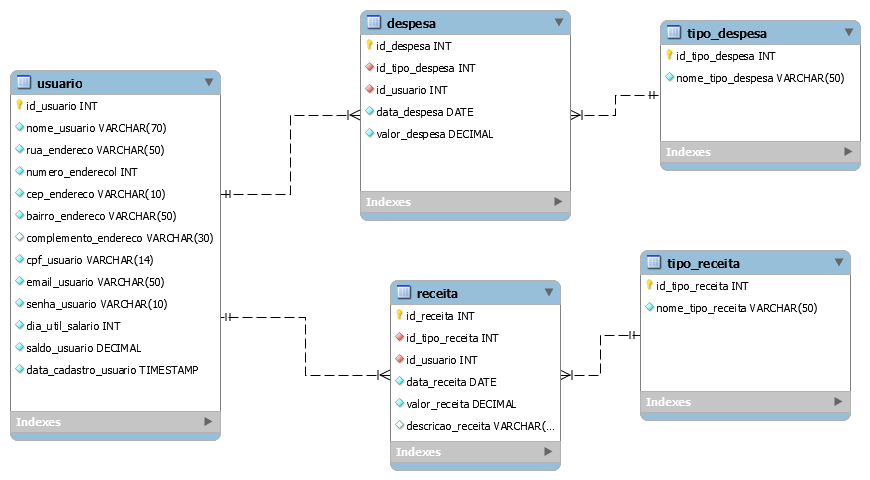 usuario
id_usuario INT
nome_usuario VARCHAR(70)
rua_endereco VARCHAR(50)
numero_enderecol INT
cep_endereco VARCHAR(10)
bairro_endereco VARCHAR(50)
complemento_endereco VARCHAR(30)
cpf_usuario VARCHAR(14)
email_usuario VARCHAR(50)
senha_usuario VARCHAR(10)
dia_util_salario INT
saldo_usuario DECIMAL
data_cadastro_usuario TIMESTAMP
Indexes
despesa
id_despesa INT
id_tipo_despesa INT
id_usuario INT
data_despesa DATE
valor_despesa DECIMAL
Indexes
tipo_despesa
id_tipo_despesa INT
nome_tipo_despesa VARCHAR(50)
Indexes
receita
id_receita INT
id_tipo_receita INT
id_usuario INT
data_receita DATE
valor_receita DECIMAL
descricao_receita VARCHAR(...
Indexes
tipo_receita
id_tipo_receita INT
nome_tipo_receita VARCHAR(50)
Indexes